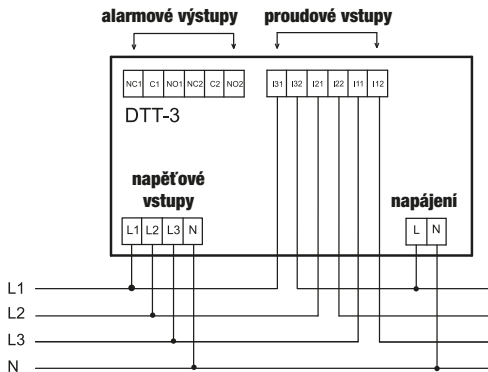 alarmové výstupy proudové vstupy
NC1 C1 NO1 NC2 C2 NO2 I31 I32 I21 I22 I11 I12
DTT-3
napěťové
vstupy
napájení
L1 L2 L3 N L N
L1
L2
L3
N